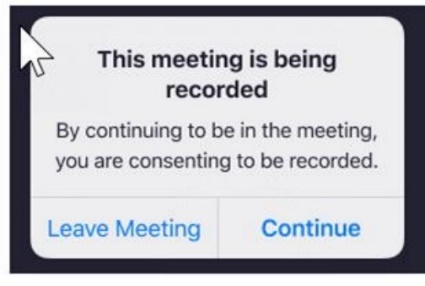 This meeting is being
recorded
By continuing to be in the meeting,
you are consenting to be recorded.
Leave Meeting
Continue